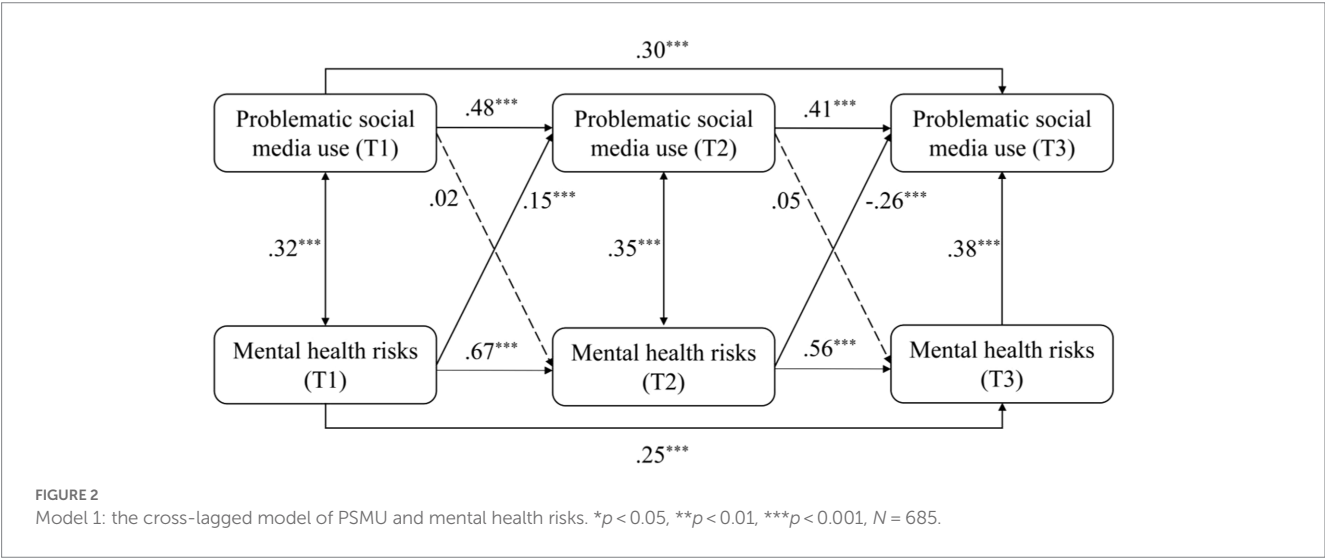 .30***
Problematic social
media use (T1)
.48***
Problematic social
media use (T2)
.41***
Problematic social
media use (T3)
.02
.15***
.05
-.26***
.32***
.35***
.38***
Mental health risks
(T1)
.67***
Mental health risks
(T2)
.56***
Mental health risks
(T3)
.25***
FIGURE 2
Model 1: the cross-lagged model of PSMU and mental health risks. *p < 0.05, **p < 0.01, ***p < 0.001, N = 685.